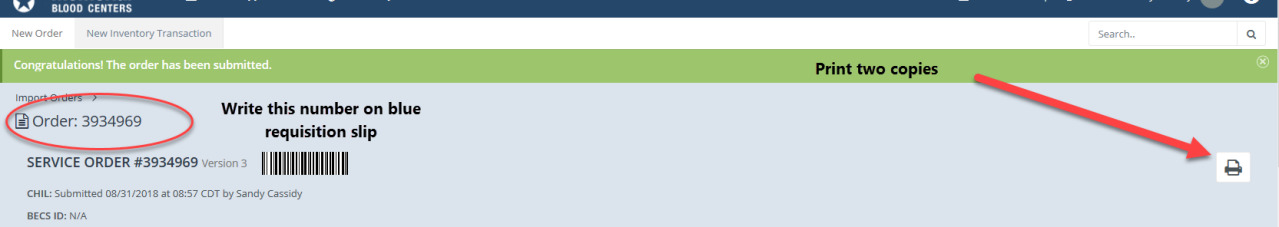 BLOOD CENTERS
New Order New Inventory Transaction Search..
Congratulations! The order has been submitted.
Print two copies
Import Orders >
Order: 3934969
Write this number on blue
requisition slip
SERVICE ORDER #3934969 Version 3
CHIL: Submitted 08/31/2018 at 08:57 CDT by Sandy Cassidy
BECS ID: N/A